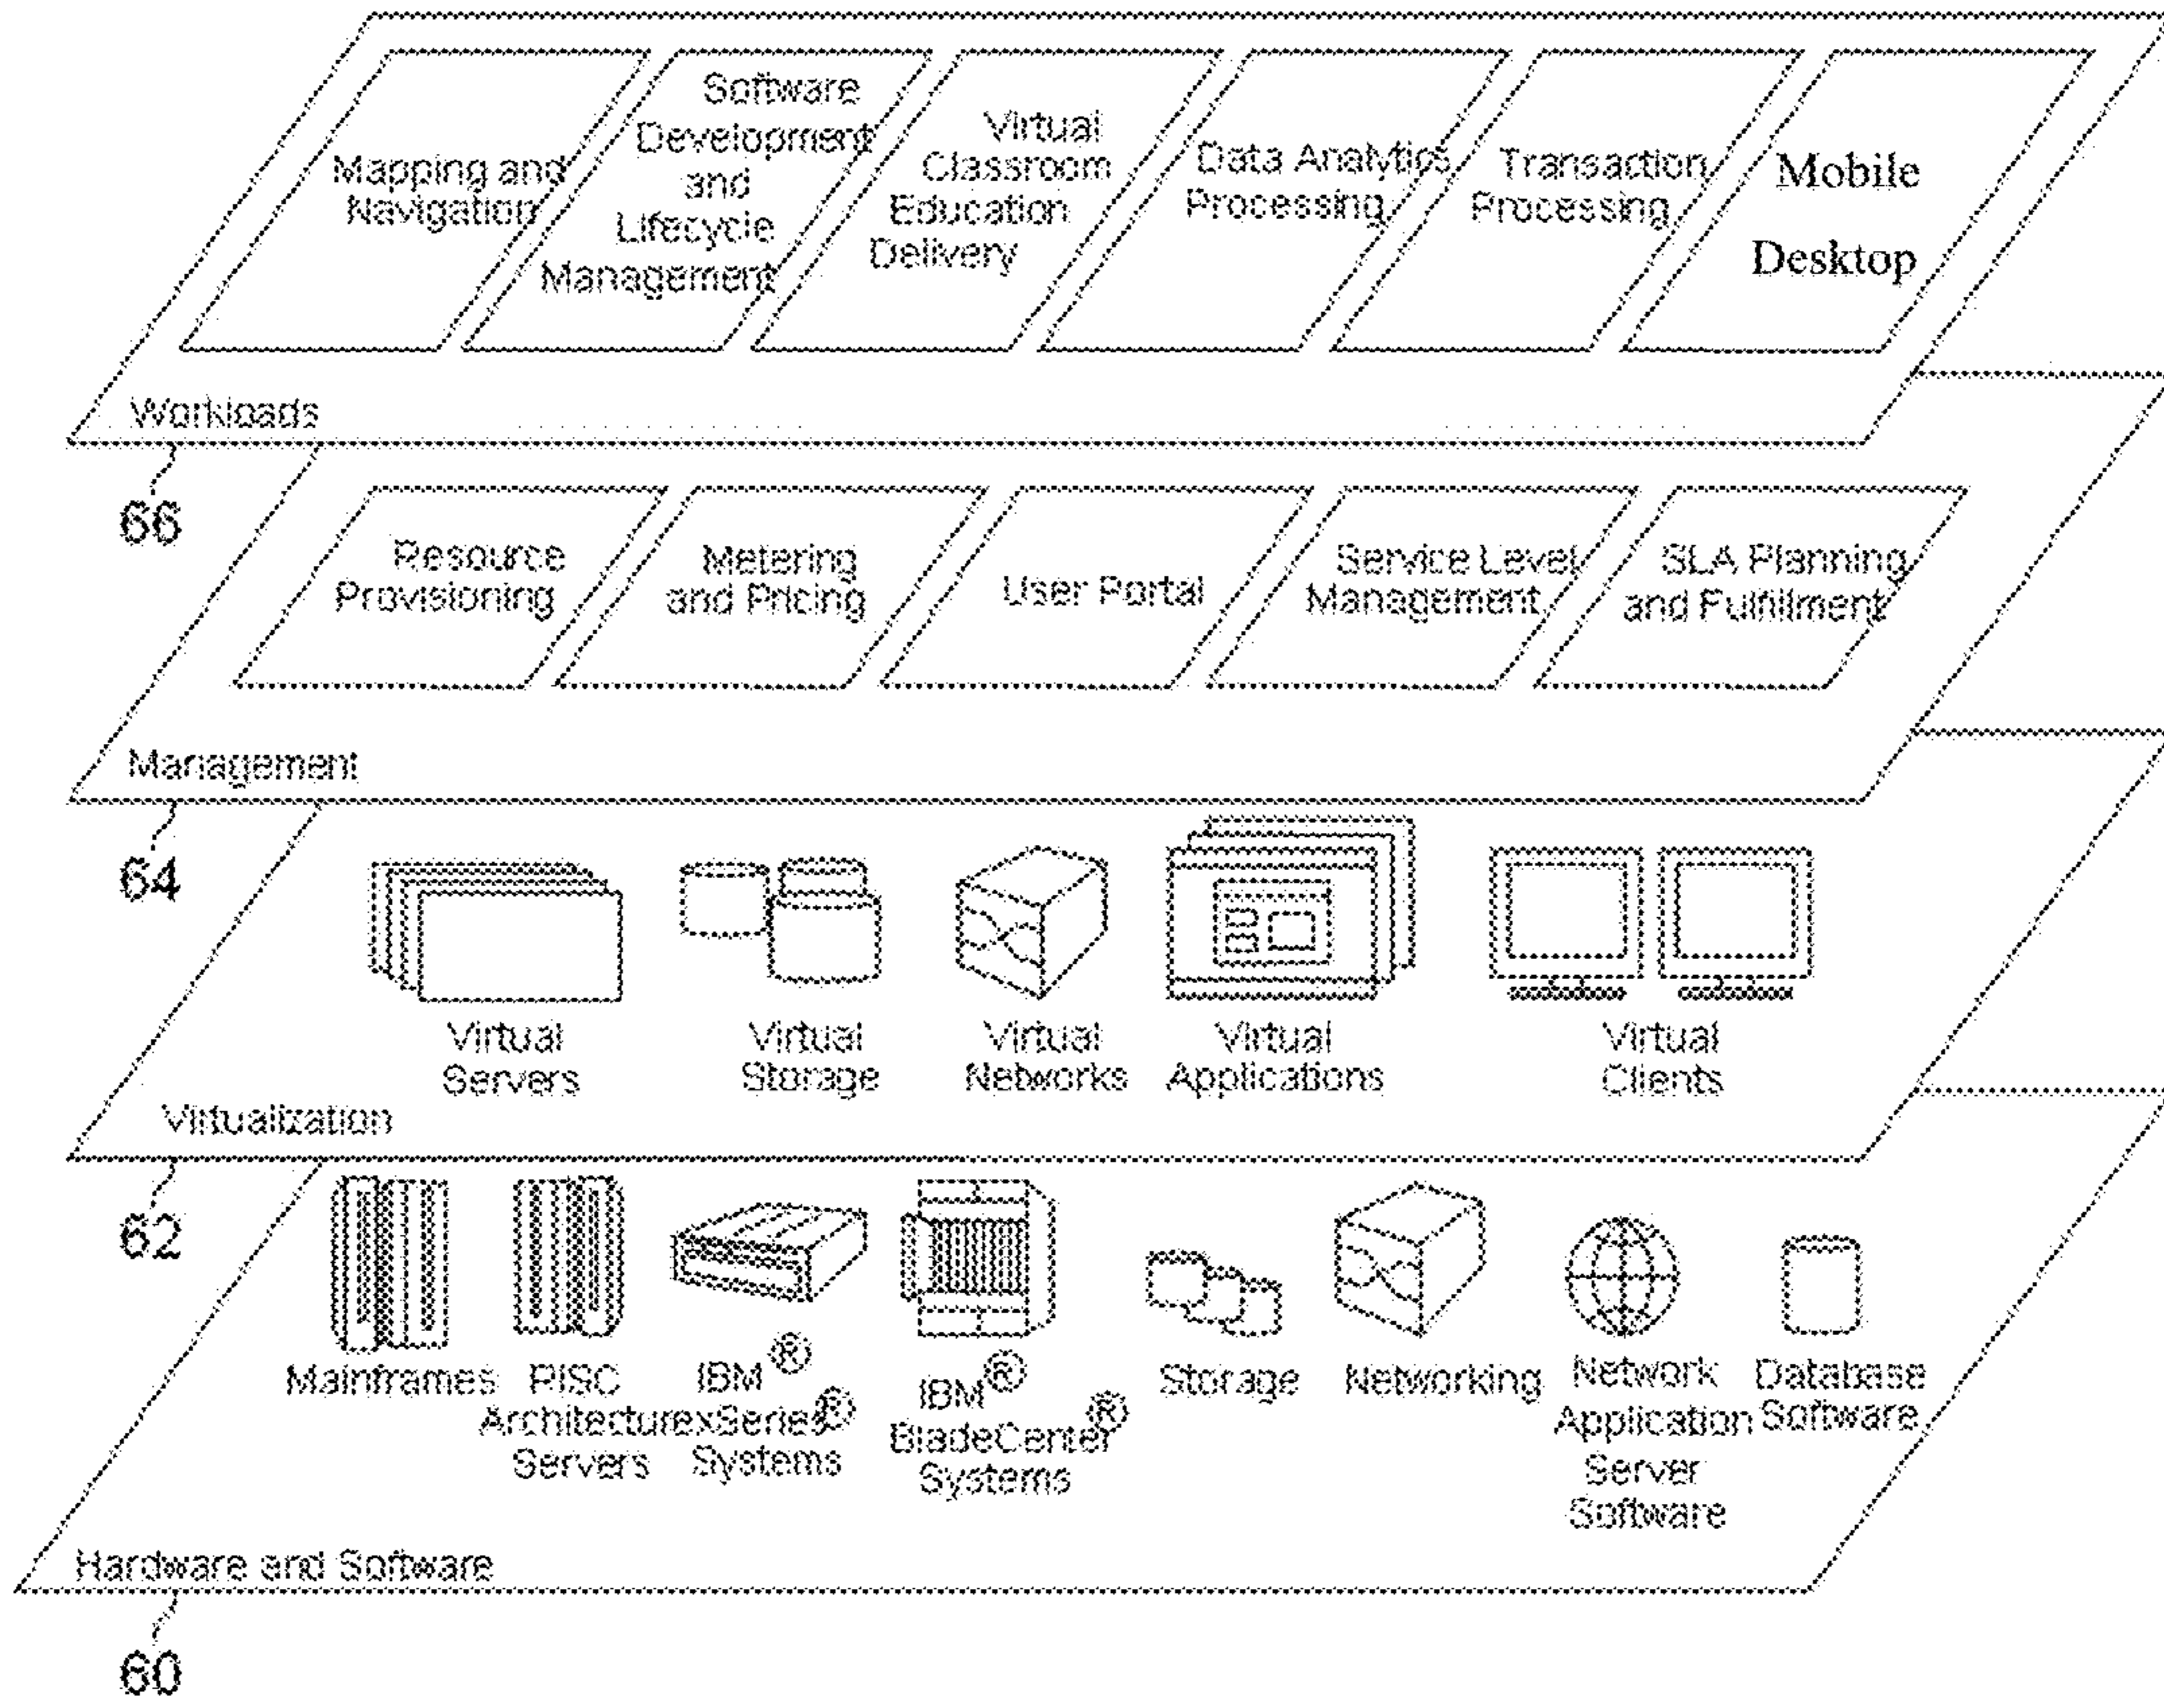 Mapping and
Navigation
Software
Development
and
Lifecycle
Management
Virtual
Classroom
Education
Delivery
Data Analytics
Processing
Transaction
Processing
Mobile
Desktop
Workloads
66
Resource
Provisioning
Metering
and Pricing
User Portal
Service Level
Management
SLA Planning
and Fulfillment
Management
64
Virtual
Servers
Virtual
Storage
Virtual
Networks
Virtual
Applications
Virtual
Clients
Virtualization
62
Mainframes
RISC
Architecture
Servers
IBM®
xSeries®
Systems
IBM®
BladeCenter®
Systems
Storage
Networking
Network
Application
Server
Software
Database
Software
Hardware and Software
60